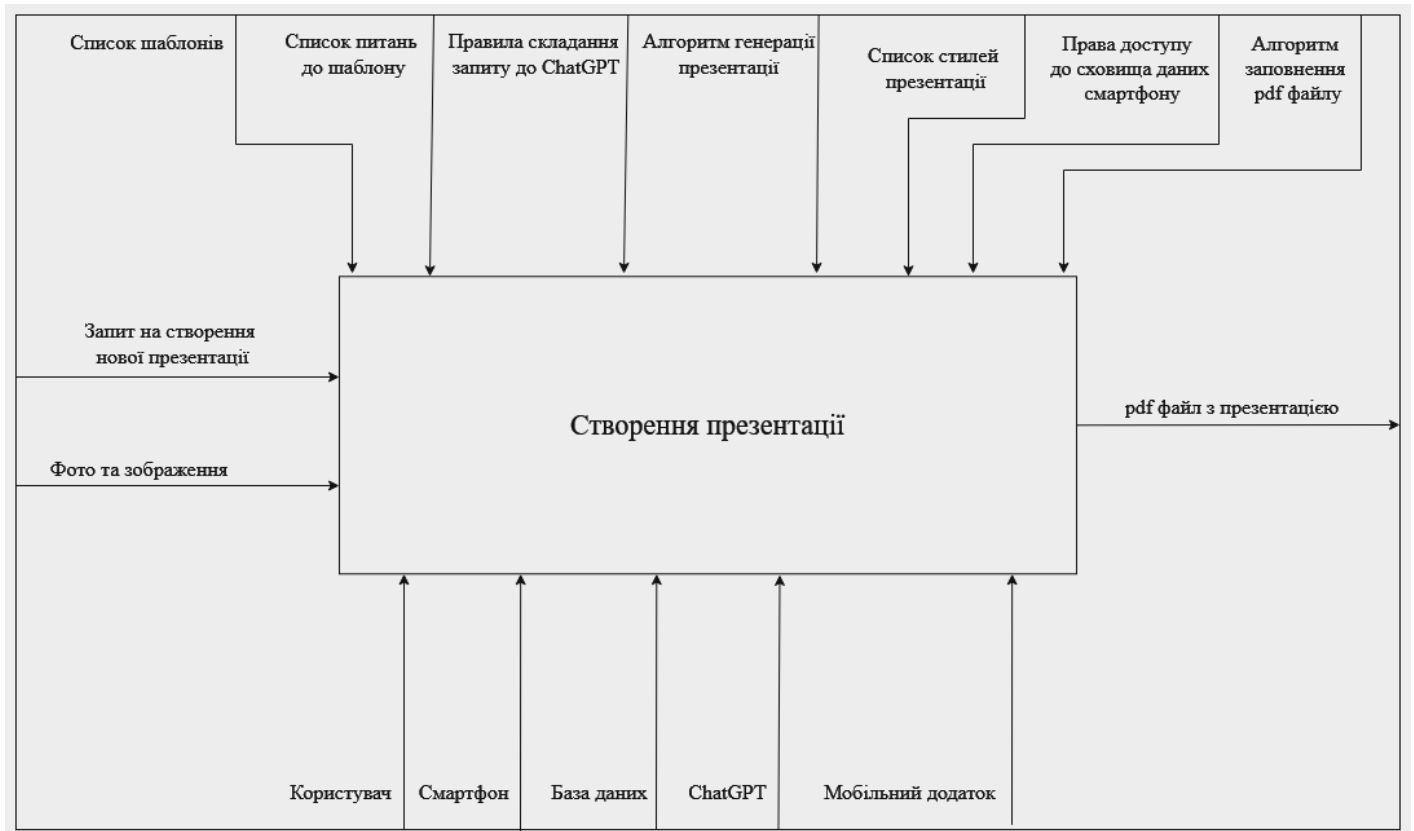 Список шаблонів
Список питань
до шаблону
Правила складання
запиту до ChatGPT
Алгоритм генерації
презентації
Список стилей
презентації
Права доступу
до сховища даних
смартфону
Алгоритм
заповнення
pdf файлу
Запит на створення
нової презентації
Фото та зображення
Створення презентації
pdf файл з презентацією
Користувач
Смартфон
База даних
ChatGPT
Мобільний додаток